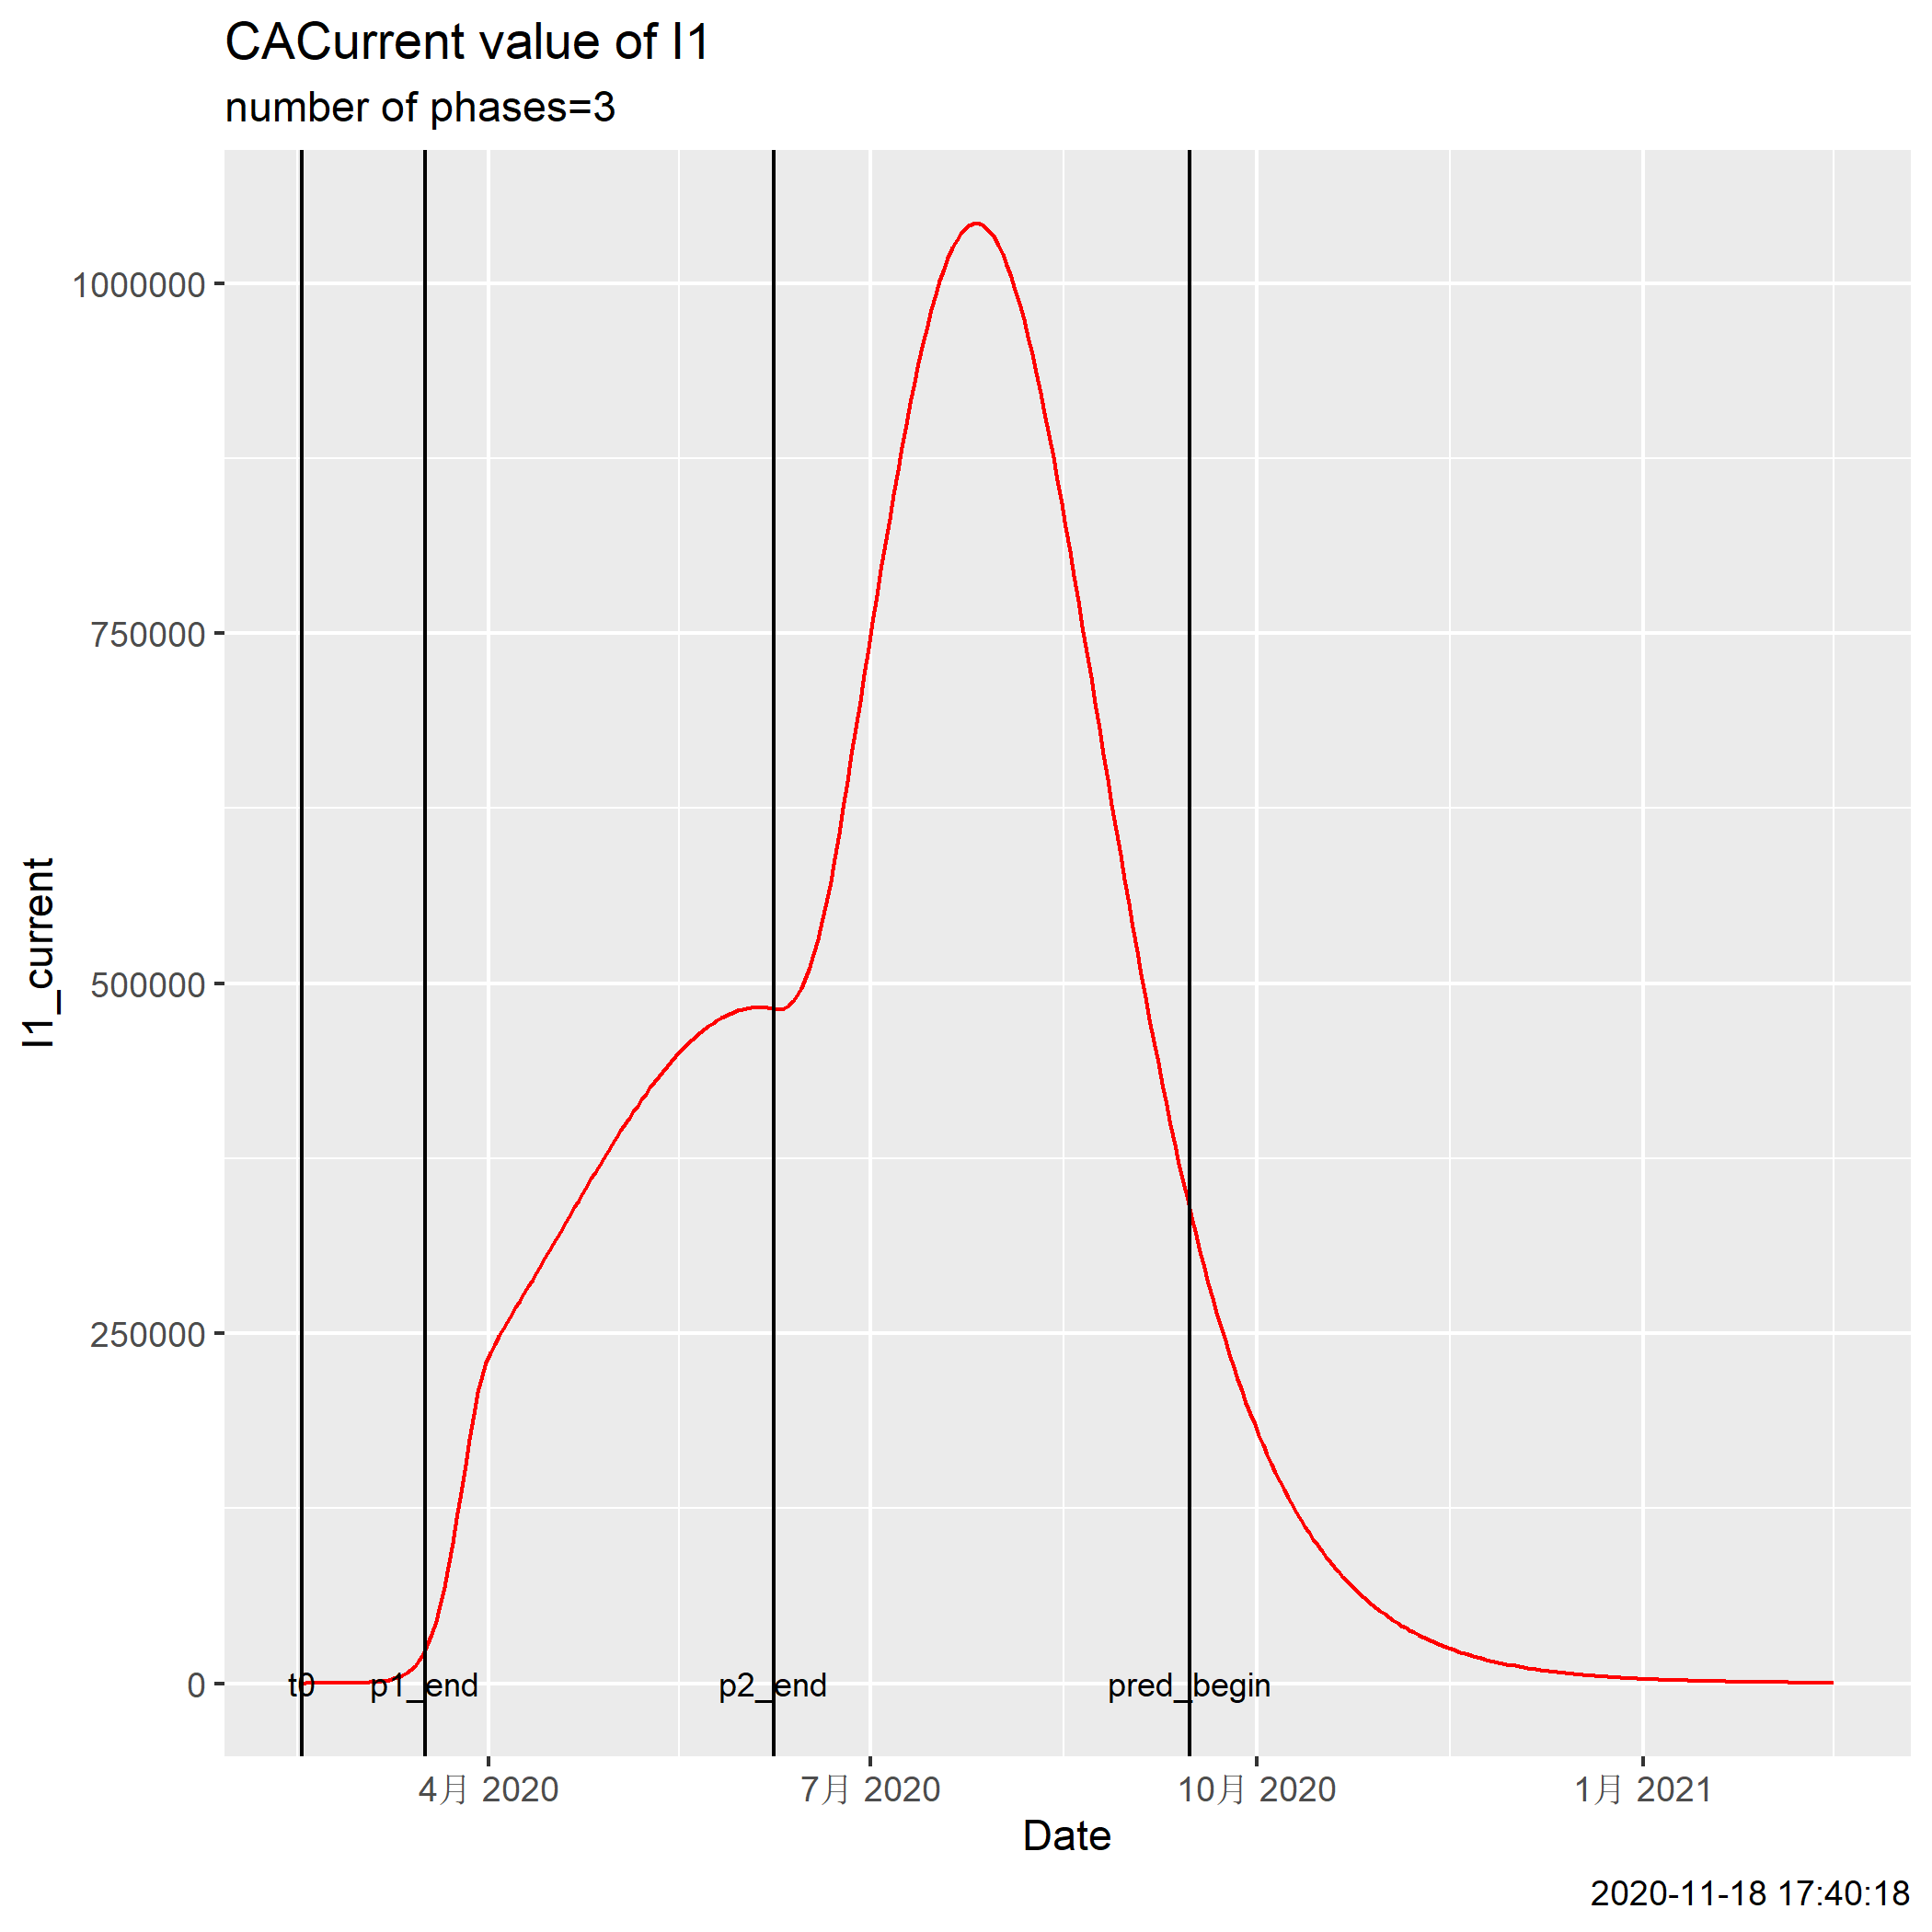 CACurrent value of I1
number of phases=3
I1_current
1000000
750000
500000
250000
0
t0
p1_end
p2_end
pred_begin
4月 2020
7月 2020
10月 2020
1月 2021
Date
2020-11-18 17:40:18